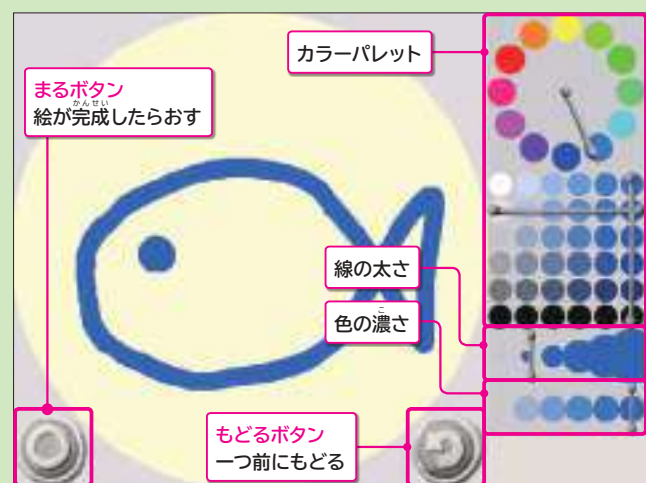 カラーパレット
まるボタン
絵が完成したらおす
線の太さ
色の濃さ
もどるボタン
一つ前にもどる